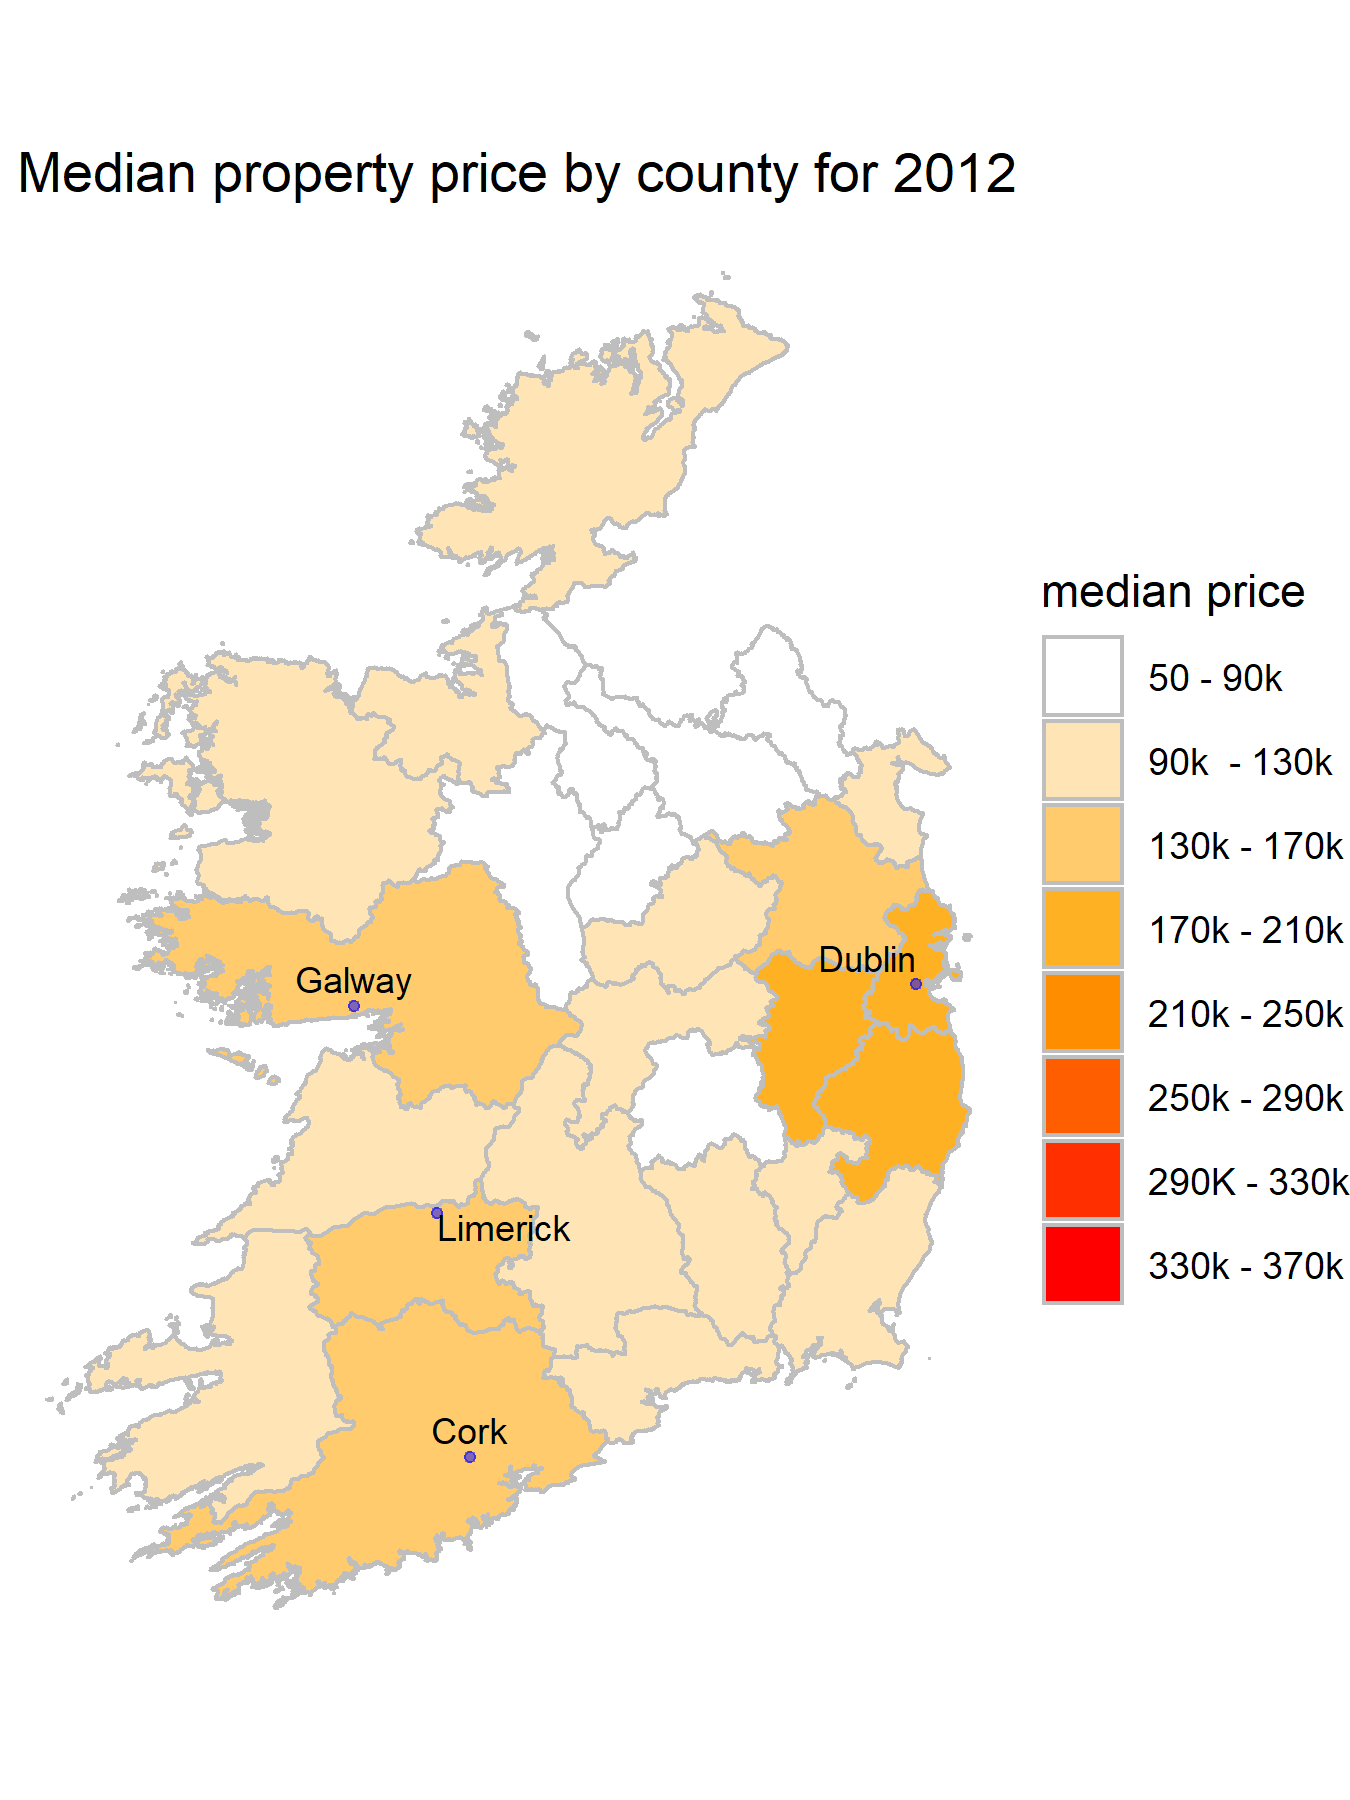 Median property price by county for 2012
median price
50 - 90k
90k  - 130k
130k - 170k
170k - 210k
210k - 250k
250k - 290k
290K - 330k
330k - 370k
Dublin
Galway
Limerick
Cork